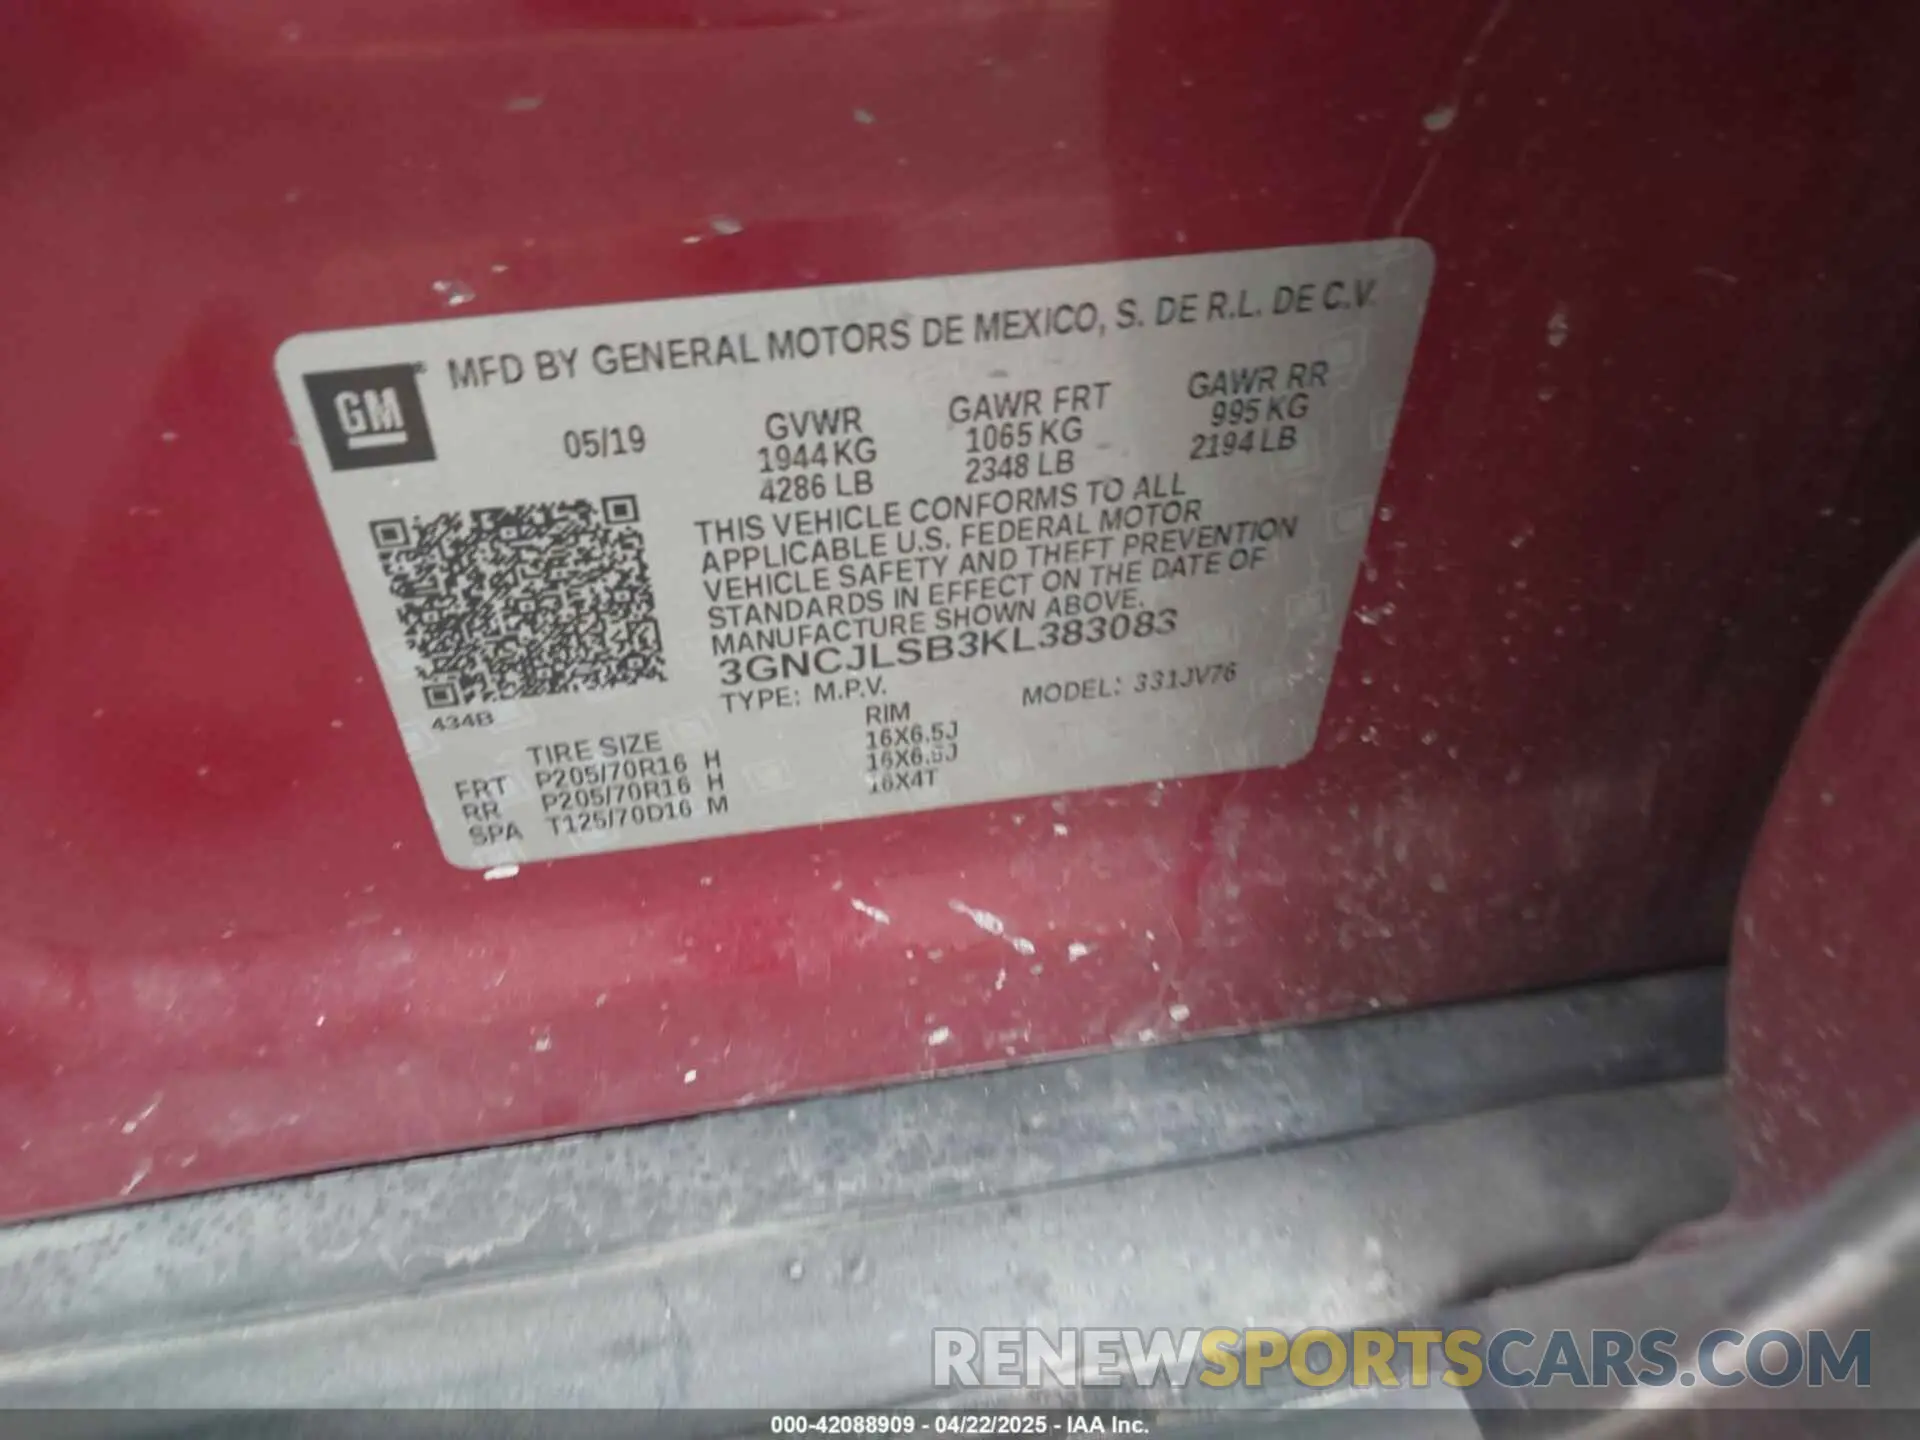 MFD BY GENERAL MOTORS DE MEXICO, S. DE R.L. DE C.V.
GM
05/19
GVWR
1944 KG
4286 LB
GAWR FRT
1065 KG
2348 LB
GAWR RR
995 KG
2194 LB
THIS VEHICLE CONFORMS TO ALL
APPLICABLE U.S. FEDERAL MOTOR
VEHICLE SAFETY AND THEFT PREVENTION
STANDARDS IN EFFECT ON THE DATE OF
MANUFACTURE SHOWN ABOVE.
3GNCJLSB3KL383083
TYPE: M.P.V. MODEL: 331JV76
434B
TIRE SIZE RIM
FRT P205/70R16 H 16X6.5J
RR P205/70R16 H 16X6.5J
SPA T125/70D16 M 16X4T
RENEWSPORTSCARS.COM
000-42088909 - 04/22/2025 - IAA Inc.